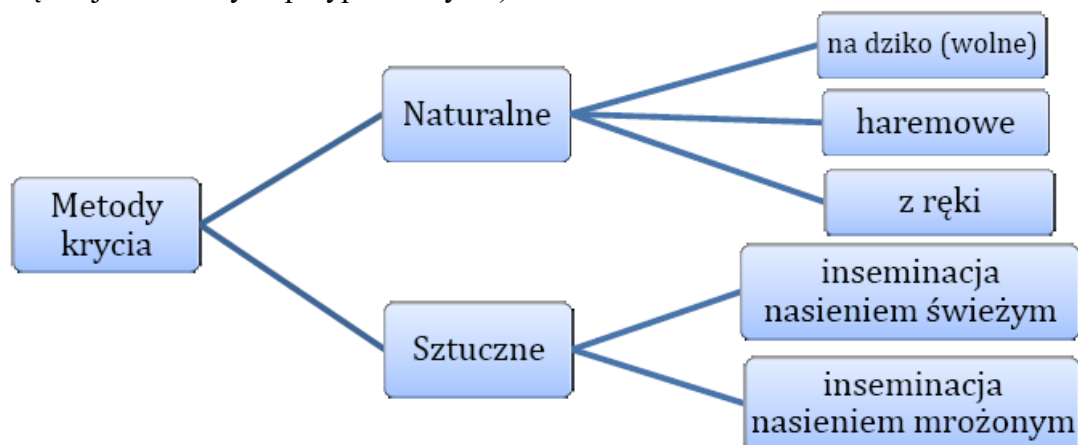 na dziko (wolne)
Naturalne
haremowe
z ręki
Metody
krycia
inseminacja
nasieniem świeżym
Sztuczne
inseminacja
nasieniem mrożonym